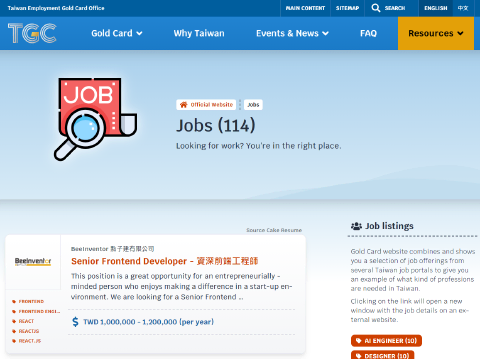 Taiwan Employment Gold Card Office
MAIN CONTENT
SITEMAP
SEARCH
ENGLISH
中文
TGC
Gold Card
Why Taiwan
Events & News
FAQ
Resources
JOB
Official Website
Jobs
Jobs (114)
Looking for work? You're in the right place.
Source Cake Resume
Job listings
Gold Card website combines and shows
you a selection of job offerings from
several Taiwan job portals to give you
an example of what kind of professions
are needed in Taiwan.
Clicking on the link will open a new
window with the job details on an ex-
ternal website.
AI ENGINEER (10)
DESIGNER (10)
BeeInventor
BeeInventor 點子建有限公司
Senior Frontend Developer - 資深前端工程師
This position is a great opportunity for an entrepreneurially -
minded person who enjoys making a difference in a start-up en-
vironment. We are looking for a Senior Frontend ...
TWD 1,000,000 - 1,200,000 (per year)
FRONTEND
FRONTEND ENGI...
REACT
REACTJS
REACT.JS